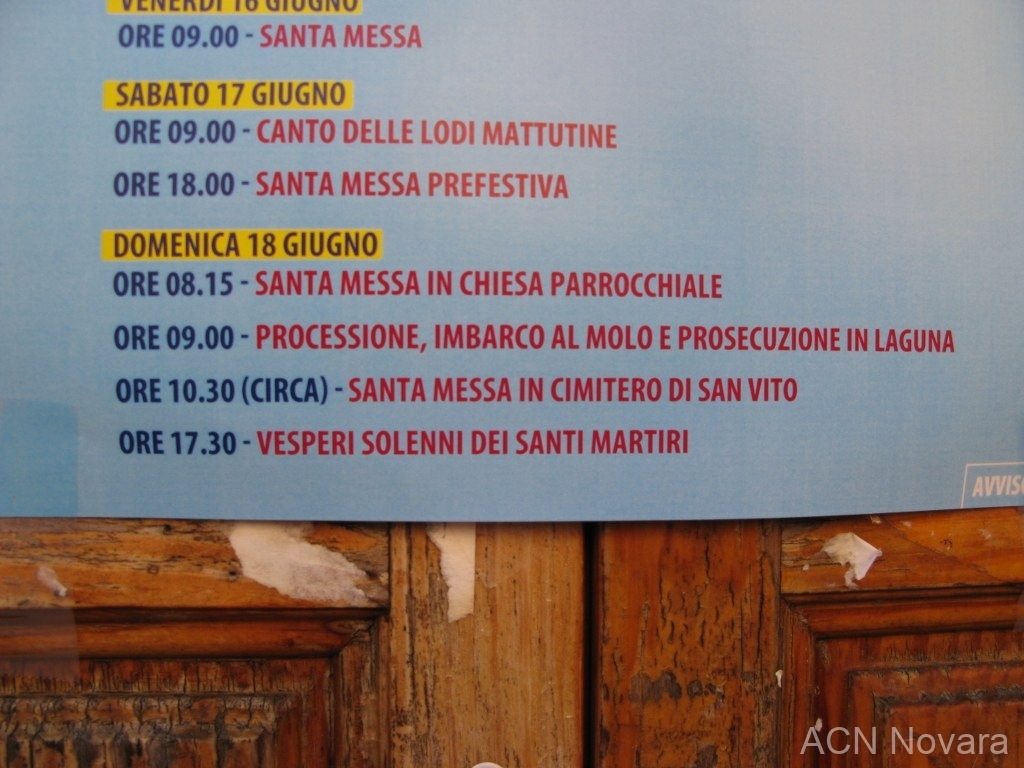 VENERDÌ 16 GIUGNO
ORE 09.00 - SANTA MESSA
SABATO 17 GIUGNO
ORE 09.00 - CANTO DELLE LODI MATTUTINE
ORE 18.00 - SANTA MESSA PREFESTIVA
DOMENICA 18 GIUGNO
ORE 08.15 - SANTA MESSA IN CHIESA PARROCCHIALE
ORE 09.00 - PROCESSIONE, IMBARCO AL MOLO E PROSECUZIONE IN LAGUNA
ORE 10.30 (CIRCA) - SANTA MESSA IN CIMITERO DI SAN VITO
ORE 17.30 - VESPERI SOLENNI DEI SANTI MARTIRI
ACN Novara